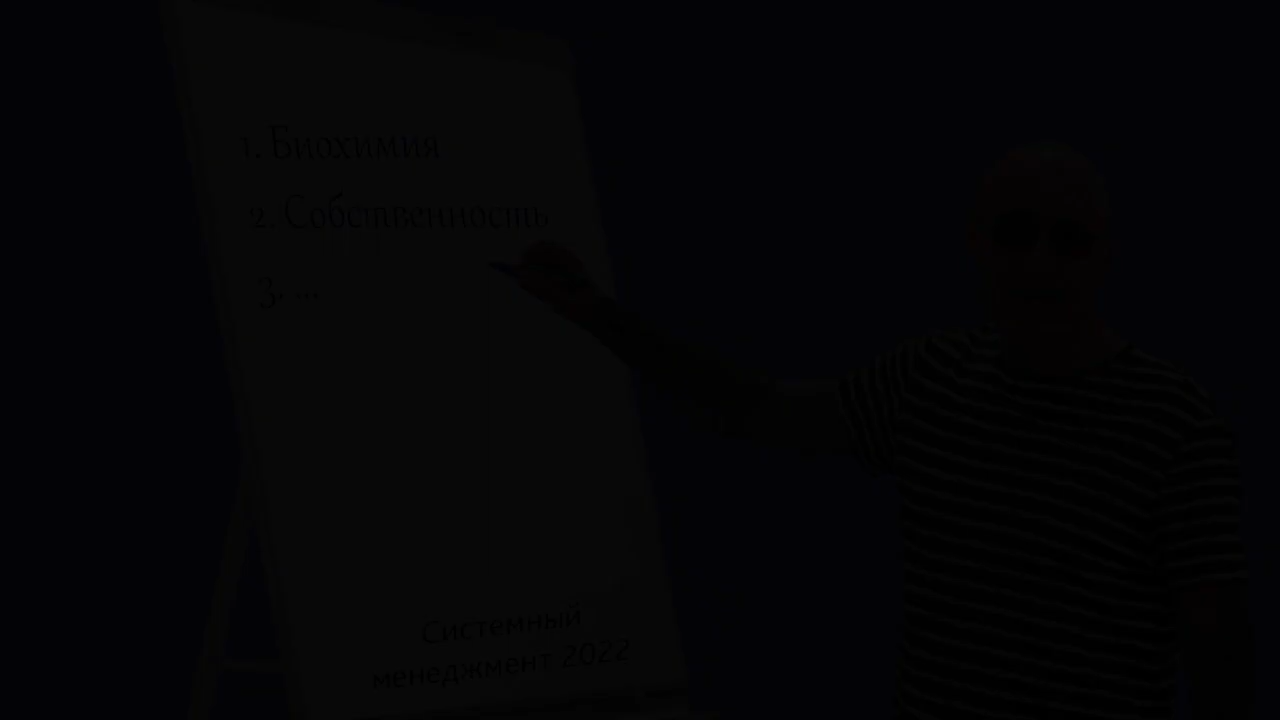 1. Биохимия
2. Собственность
3. ...
Системный
менеджмент 2022